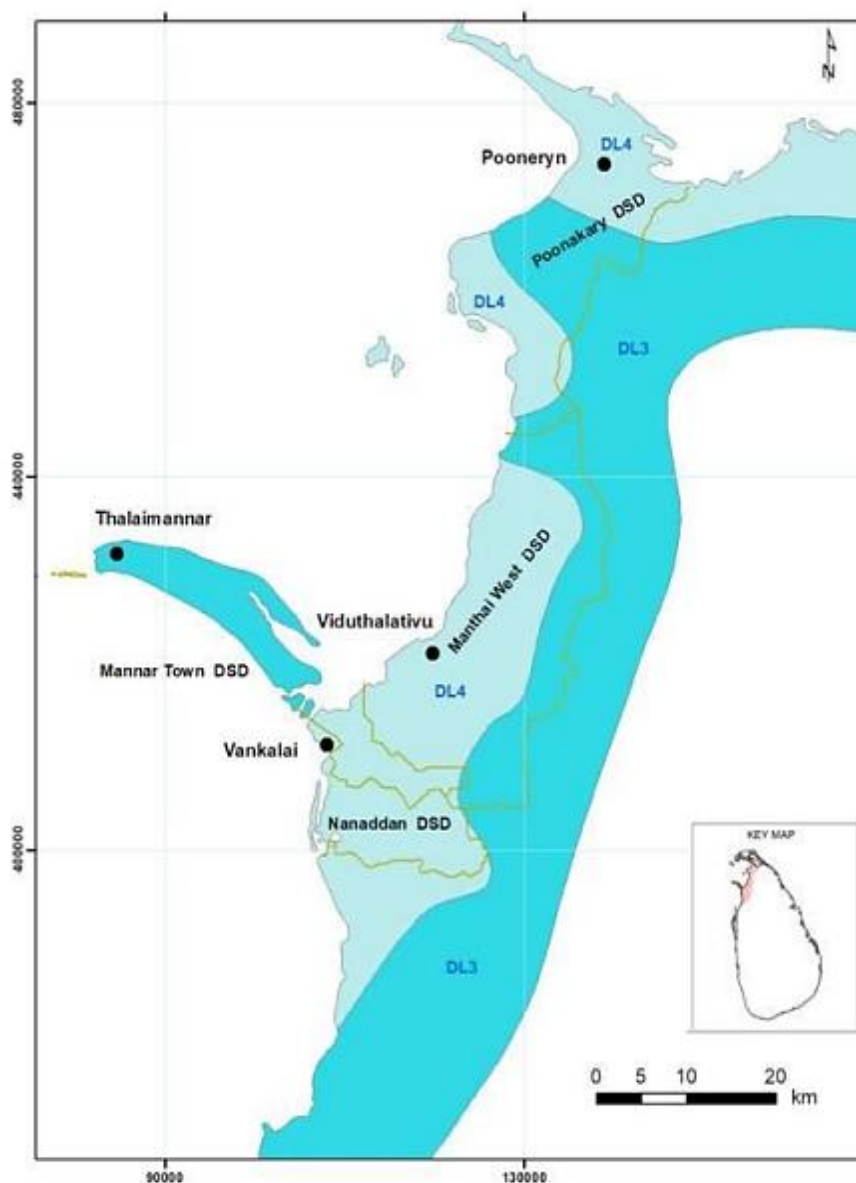 N
480000
DL4
Pooneryn
Poonakary DSD
DL4
DL3
440000
Thalaimannar
Manthai West DSD
Viduthalativu
Mannar Town DSD
DL4
Vankalai
Nanaddan DSD
KEY MAP
400000
DL3
0 5 10 20
km
90000 130000